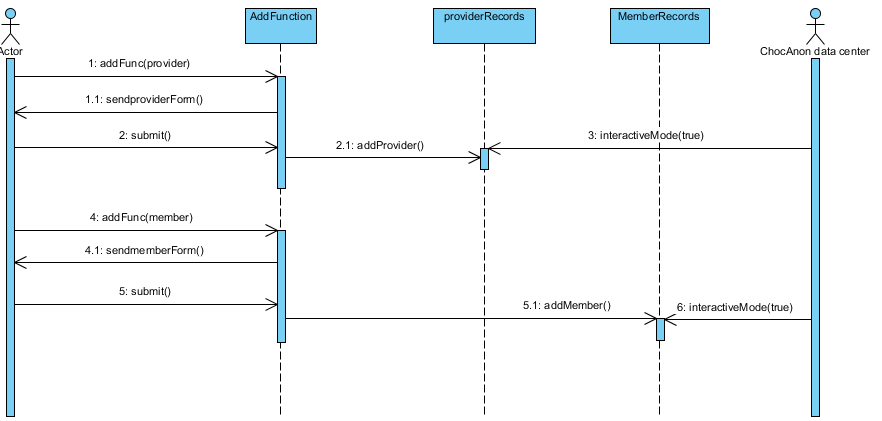 AddFunction
providerRecords
MemberRecords
Actor
ChocAnon data center
1: addFunc(provider)
1.1: sendproviderForm()
2: submit()
2.1: addProvider()
3: interactiveMode(true)
4: addFunc(member)
4.1: sendmemberForm()
5: submit()
5.1: addMember()
6: interactiveMode(true)